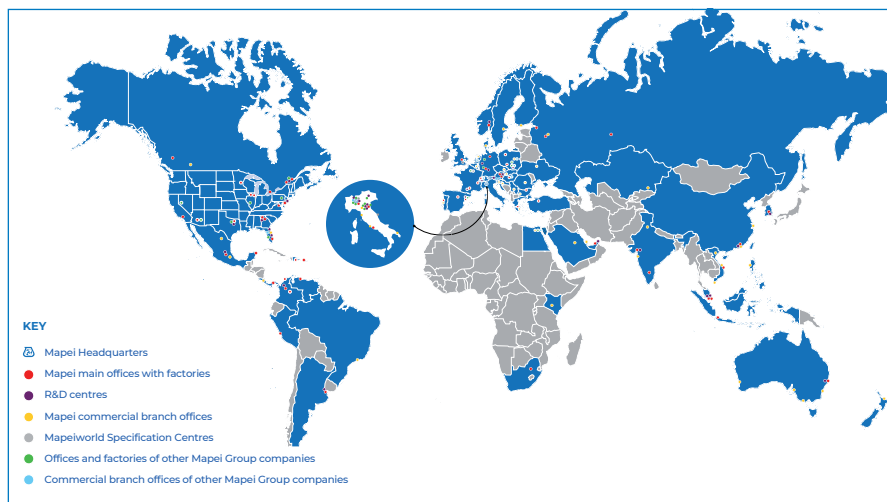 KEY
Mapei Headquarters
Mapei main offices with factories
R&D centres
Mapei commercial branch offices
Mapeiworld Specification Centres
Offices and factories of other Mapei Group companies
Commercial branch offices of other Mapei Group companies